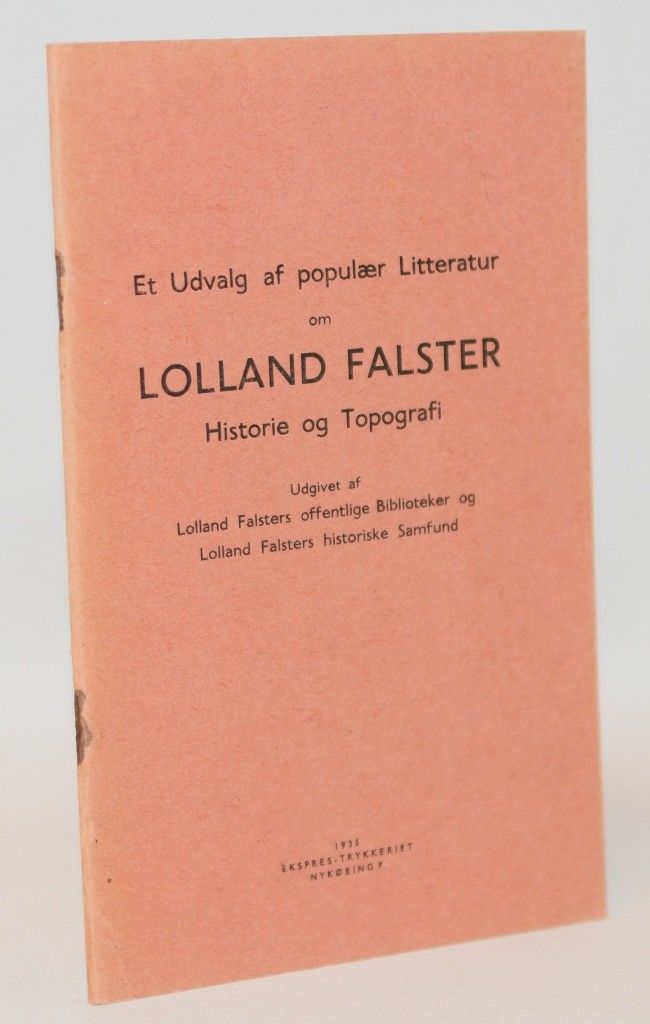 Et Udvalg af populær Litteratur
om
LOLLAND FALSTER
Historie og Topografi
Udgivet af
Lolland Falsters offentlige Biblioteker og
Lolland Falsters historiske Samfund
1935
EKSPRES-TRYKKERIET
NYKØBING F.